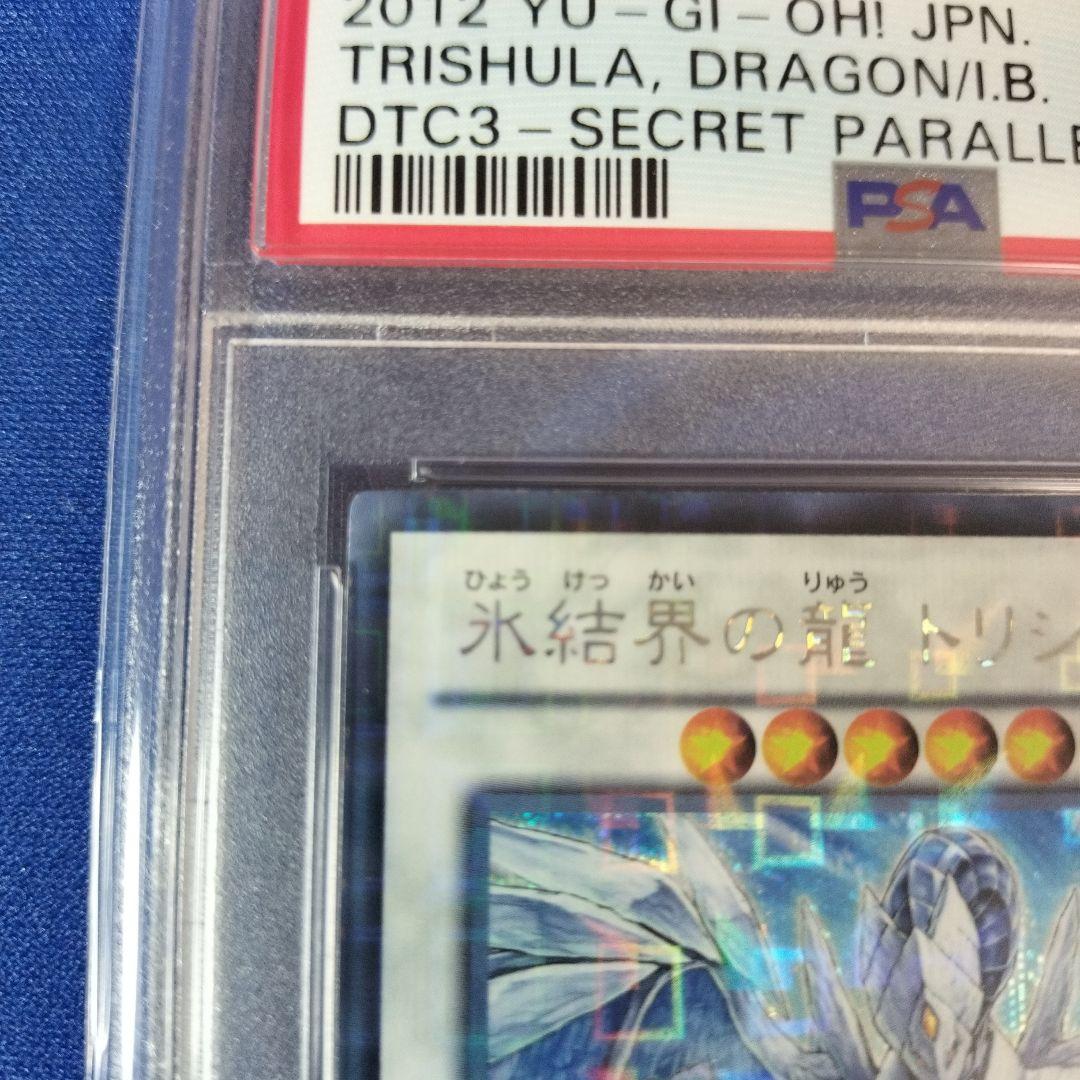 2012 YU-GI-OH! JPN.
TRISHULA, DRAGON/I.B.
DTC3-SECRET PARALLE
PSA
ひょう けっ かい りゅう
氷結界の龍 トリシ